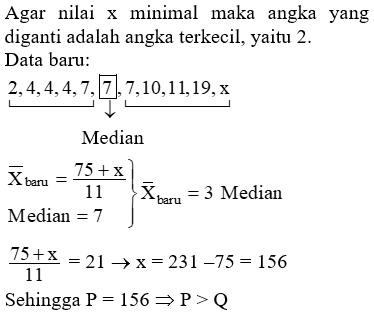 Agar nilai x minimal maka angka yang
diganti adalah angka terkecil, yaitu 2.
Data baru:
2, 4, 4, 4, 7, 7, 7, 10, 11, 19, x
Median
X̄baru = (75 + x)/11
Median = 7
} X̄baru = 3 Median
(75 + x)/11 = 21 → x = 231 –75 = 156
Sehingga P = 156 ⇒ P > Q